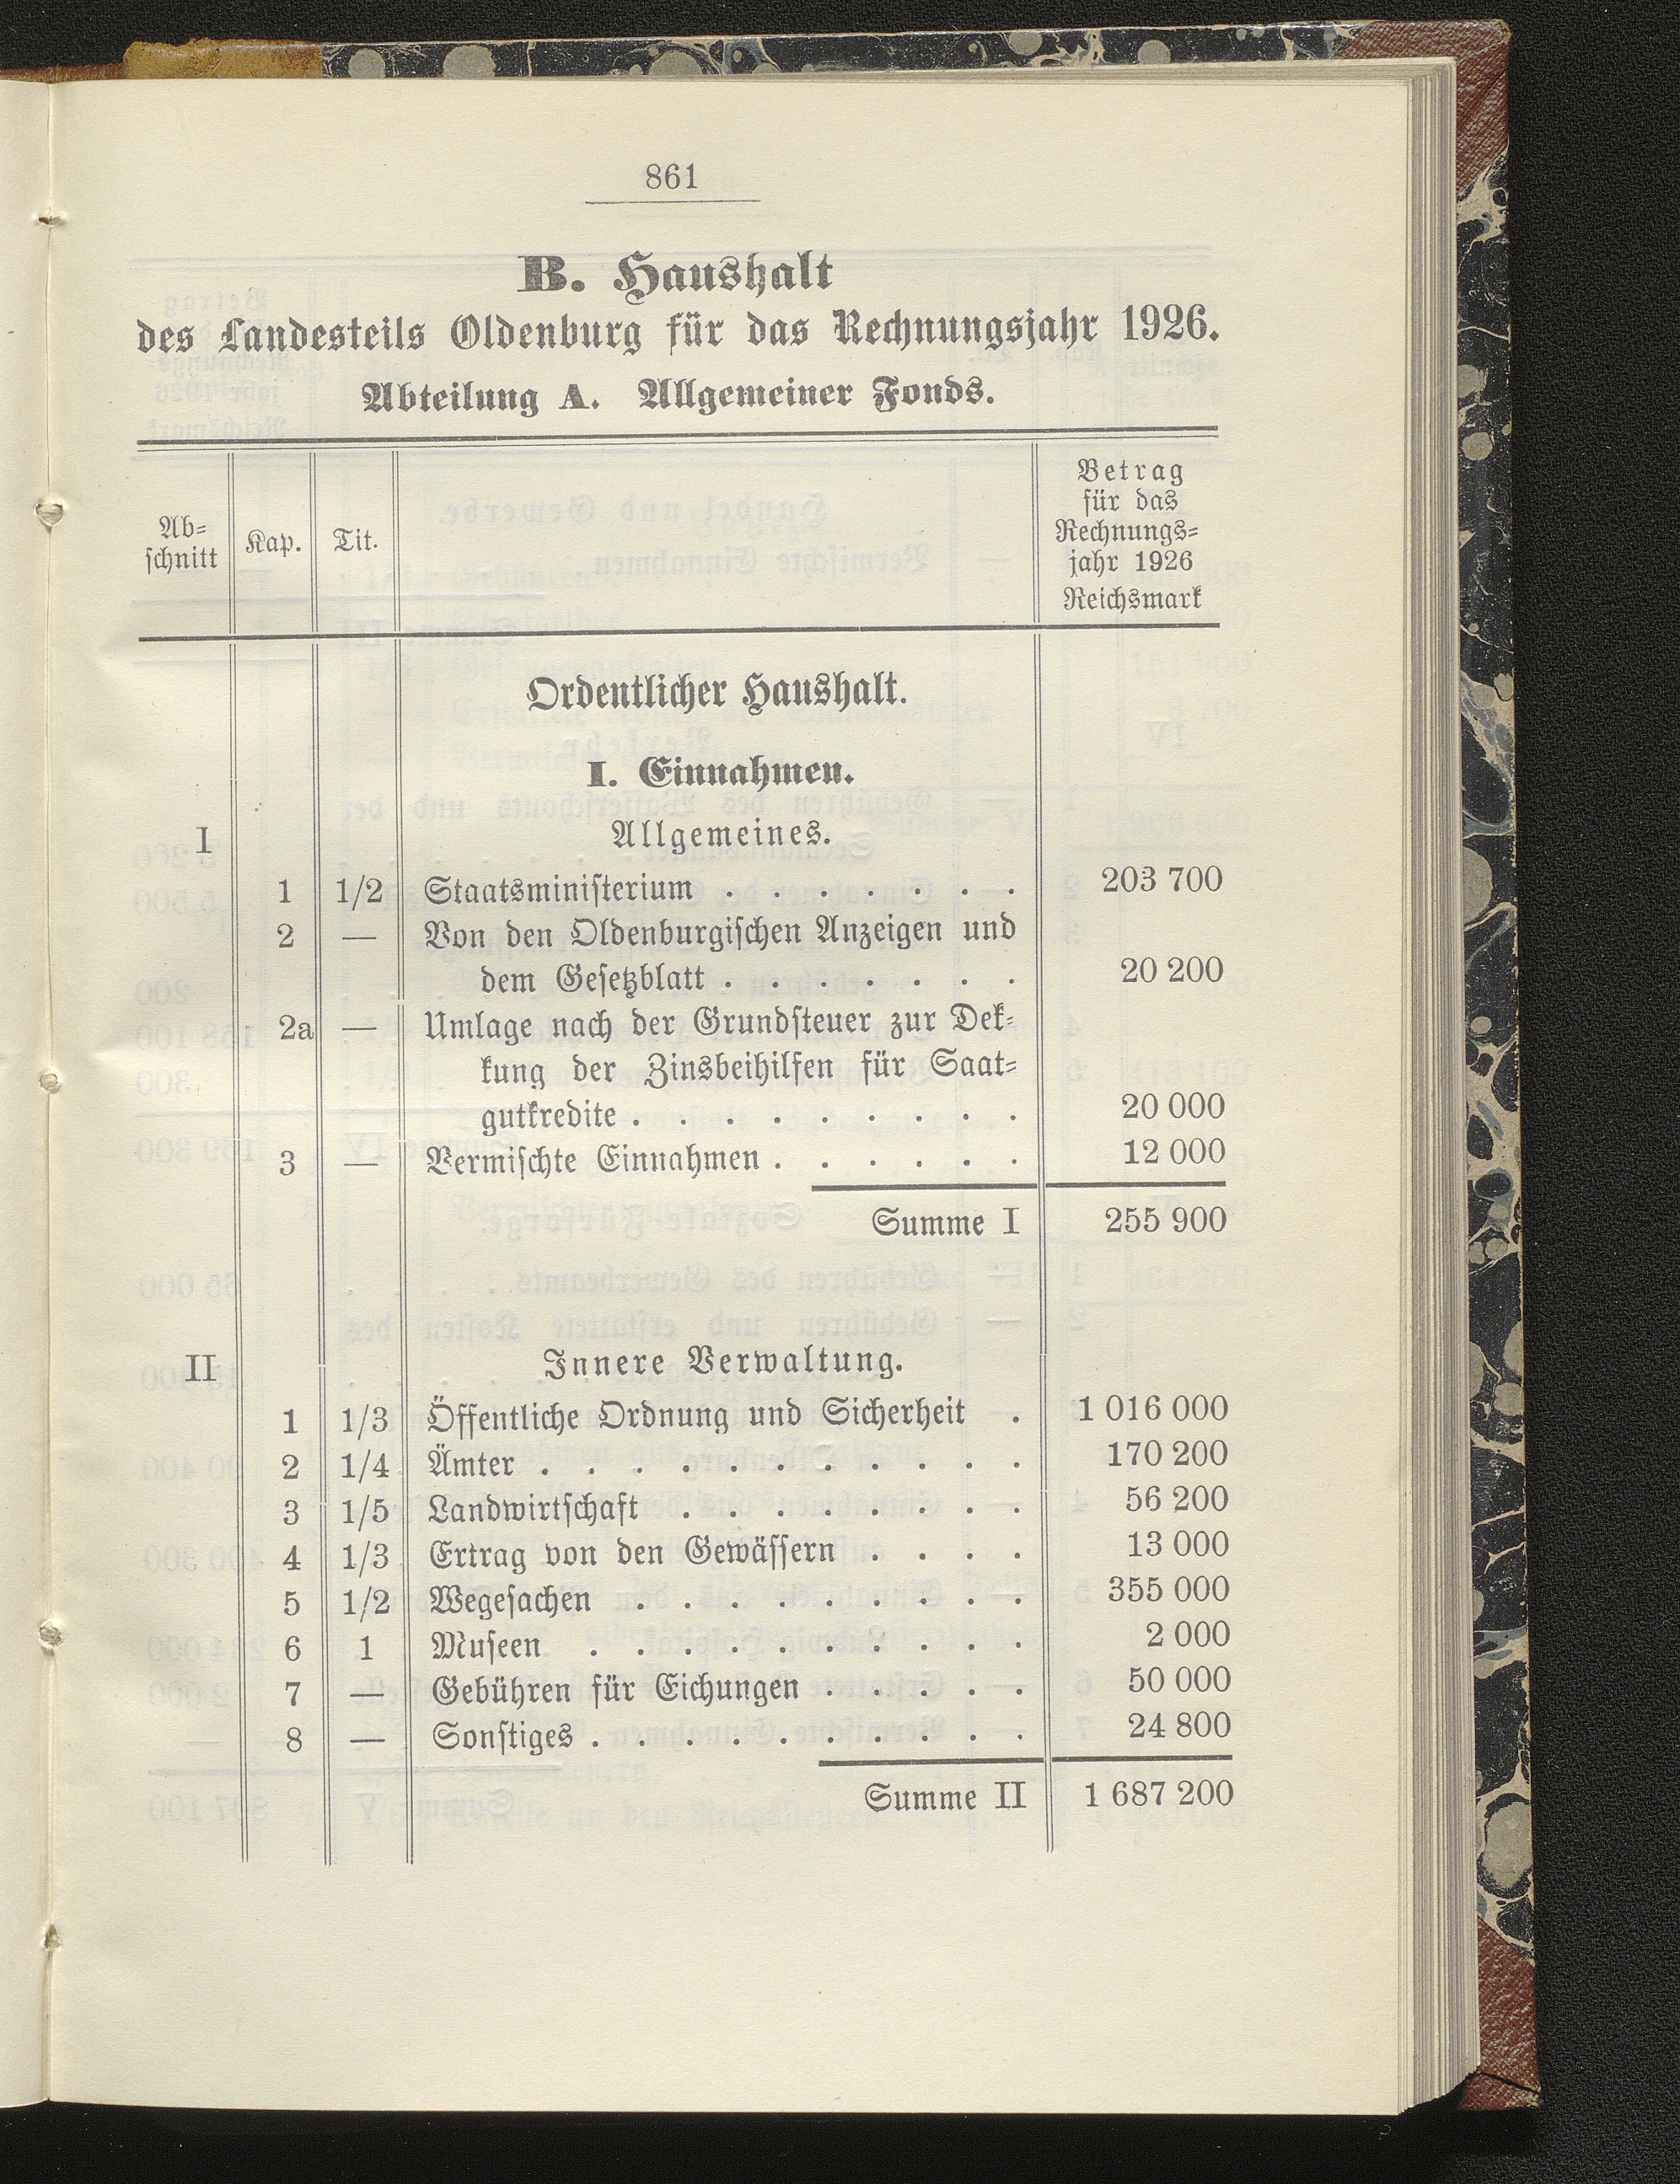 861
B. Haushalt
des Landesteils Oldenburg für das Rechnungsjahr 1926.
Abteilung A. Allgemeiner Fonds.
Ab-
schnitt
Kap.
Tit.
Betrag
für das
Rechnungs-
jahr 1926
Reichsmark
Ordentlicher Haushalt.
I. Einnahmen.
I Allgemeines.
1 1/2 Staatsministerium . . . . . . . 203 700
2 — Von den Oldenburgischen Anzeigen und
dem Gesetzblatt . . . . . . . 20 200
2a — Umlage nach der Grundsteuer zur Dek-
kung der Zinsbeihilfen für Saat-
gutkredite . . . . . . . . . 20 000
3 — Vermischte Einnahmen . . . . . . 12 000
Summe I 255 900
II Innere Verwaltung.
1 1/3 Öffentliche Ordnung und Sicherheit . 1 016 000
2 1/4 Ämter . . . . . . . . . . . 170 200
3 1/5 Landwirtschaft . . . . . . . . 56 200
4 1/3 Ertrag von den Gewässern . . . . 13 000
5 1/2 Wegesachen . . . . . . . . . 355 000
6 1 Museen . . . . . . . . . . 2 000
7 — Gebühren für Eichungen . . . . . 50 000
8 — Sonstiges . . . . . . . . . . 24 800
Summe II 1 687 200